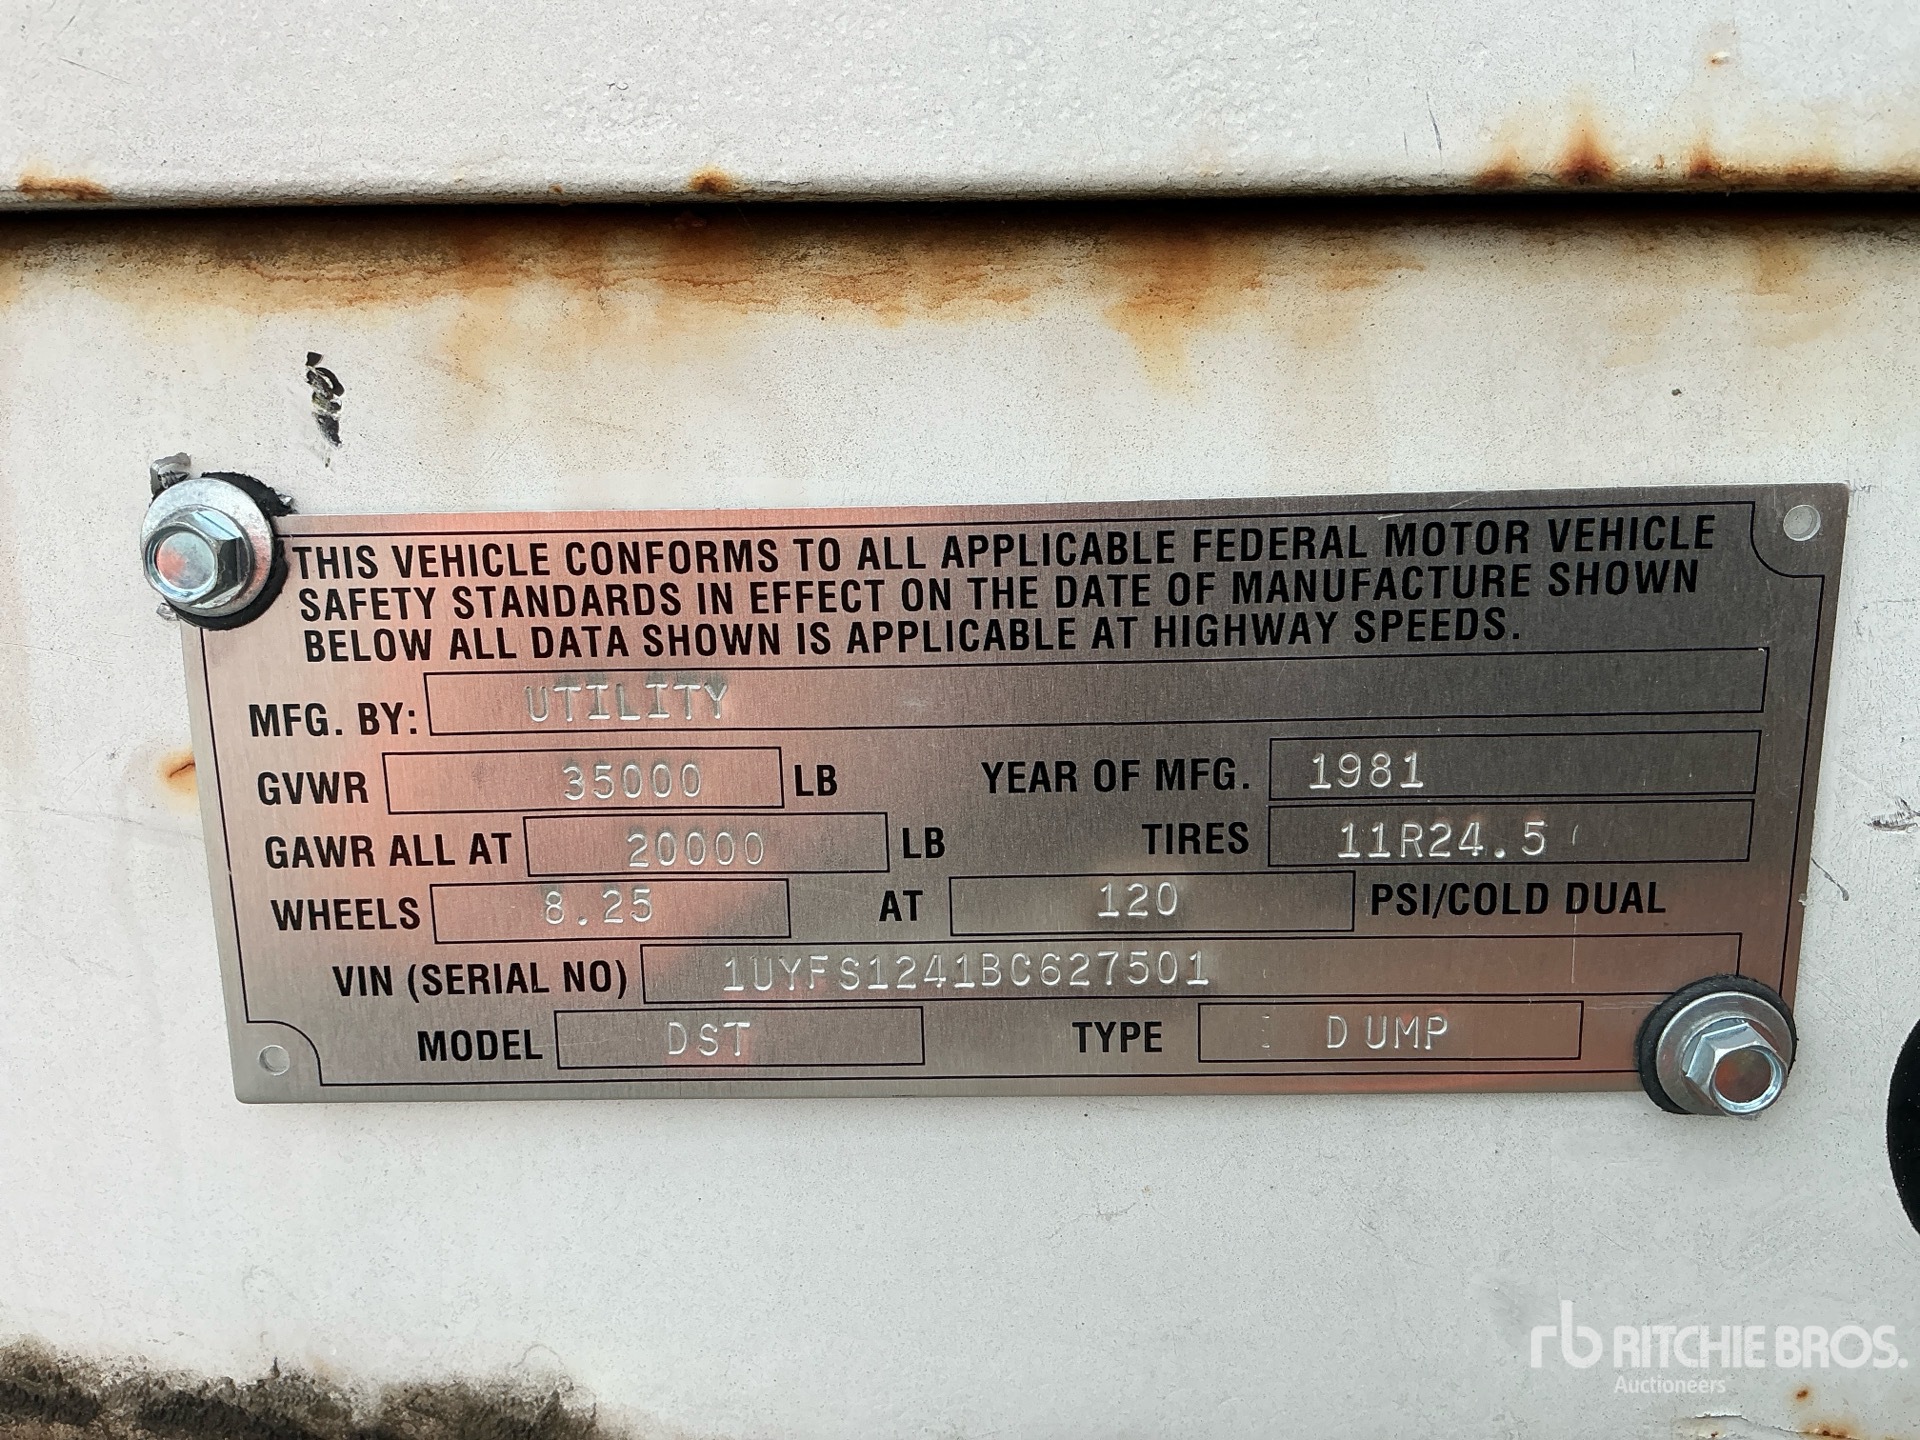 THIS VEHICLE CONFORMS TO ALL APPLICABLE FEDERAL MOTOR VEHICLE
SAFETY STANDARDS IN EFFECT ON THE DATE OF MANUFACTURE SHOWN
BELOW ALL DATA SHOWN IS APPLICABLE AT HIGHWAY SPEEDS.
MFG. BY: UTILITY
GVWR 35000 LB YEAR OF MFG. 1981
GAWR ALL AT 20000 LB TIRES 11R24.5
WHEELS 8.25 AT 120 PSI/COLD DUAL
VIN (SERIAL NO) 1UYFS1241BC627501
MODEL DST TYPE DUMP
rb RITCHIE BROS.
Auctioneers